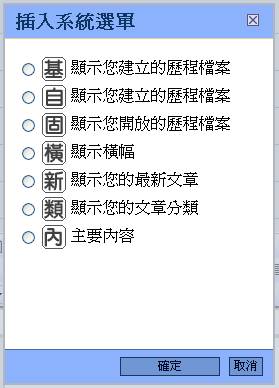 插入系統選單
基 顯示您建立的歷程檔案
自 顯示您建立的歷程檔案
固 顯示您開放的歷程檔案
橫 顯示橫幅
新 顯示您的最新文章
類 顯示您的文章分類
內 主要內容
確定 取消